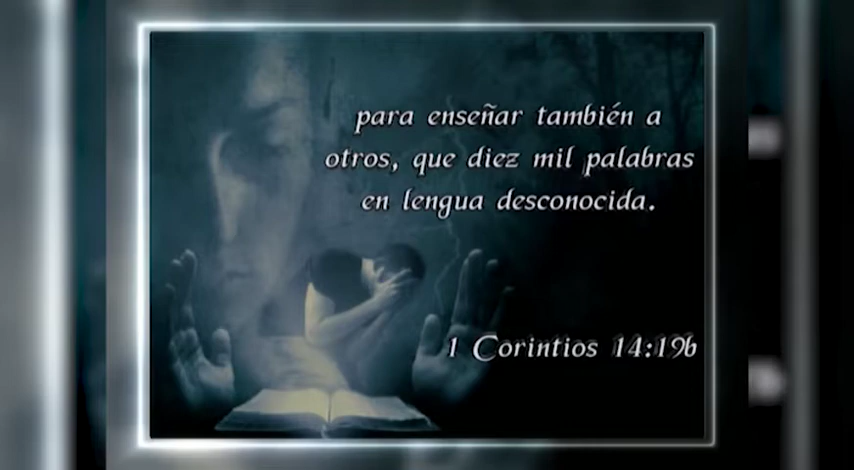 para enseñar también a
otros, que diez mil palabras
en lengua desconocida.
1 Corintios 14:19b